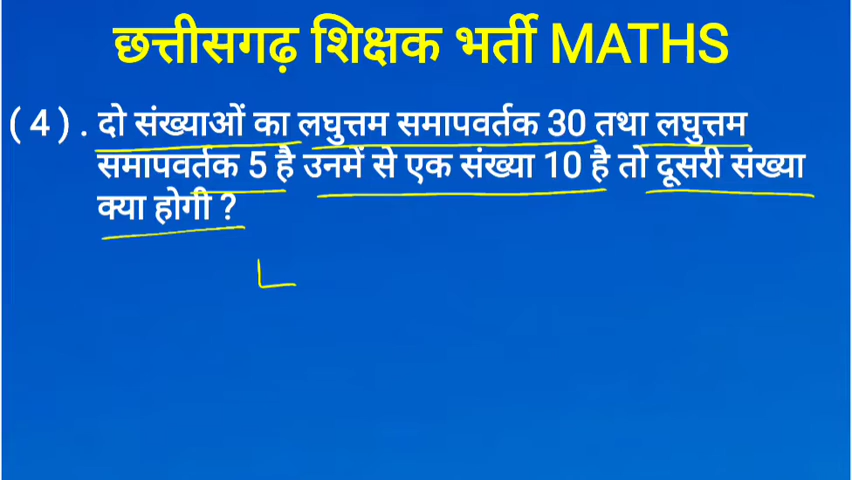 छत्तीसगढ़ शिक्षक भर्ती MATHS
( 4 ) . दो संख्याओं का लघुत्तम समापवर्तक 30 तथा लघुत्तम
समापवर्तक 5 है उनमें से एक संख्या 10 है तो दूसरी संख्या
क्या होगी ?
L